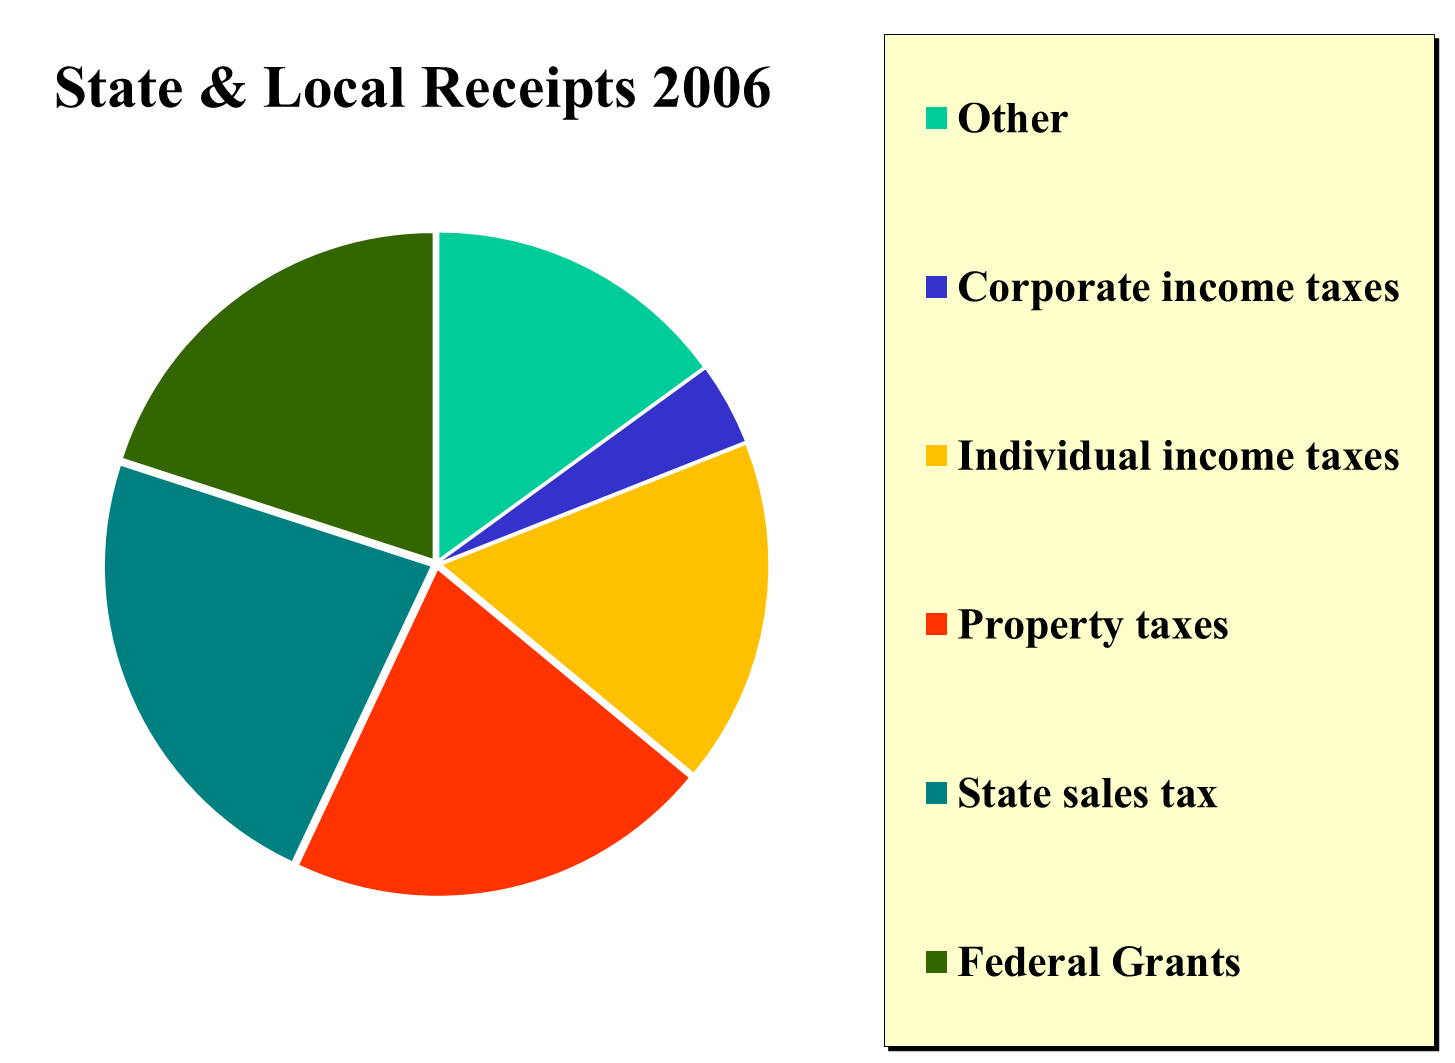 State & Local Receipts 2006
Other
Corporate income taxes
Individual income taxes
Property taxes
State sales tax
Federal Grants